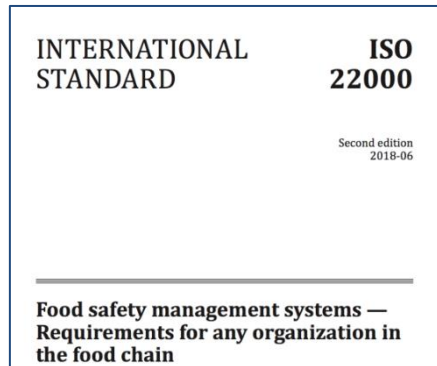 INTERNATIONAL
STANDARD
ISO
22000
Second edition
2018-06
Food safety management systems —
Requirements for any organization in
the food chain